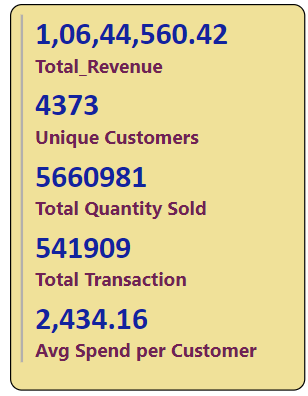 1,06,44,560.42
Total_Revenue
4373
Unique Customers
5660981
Total Quantity Sold
541909
Total Transaction
2,434.16
Avg Spend per Customer